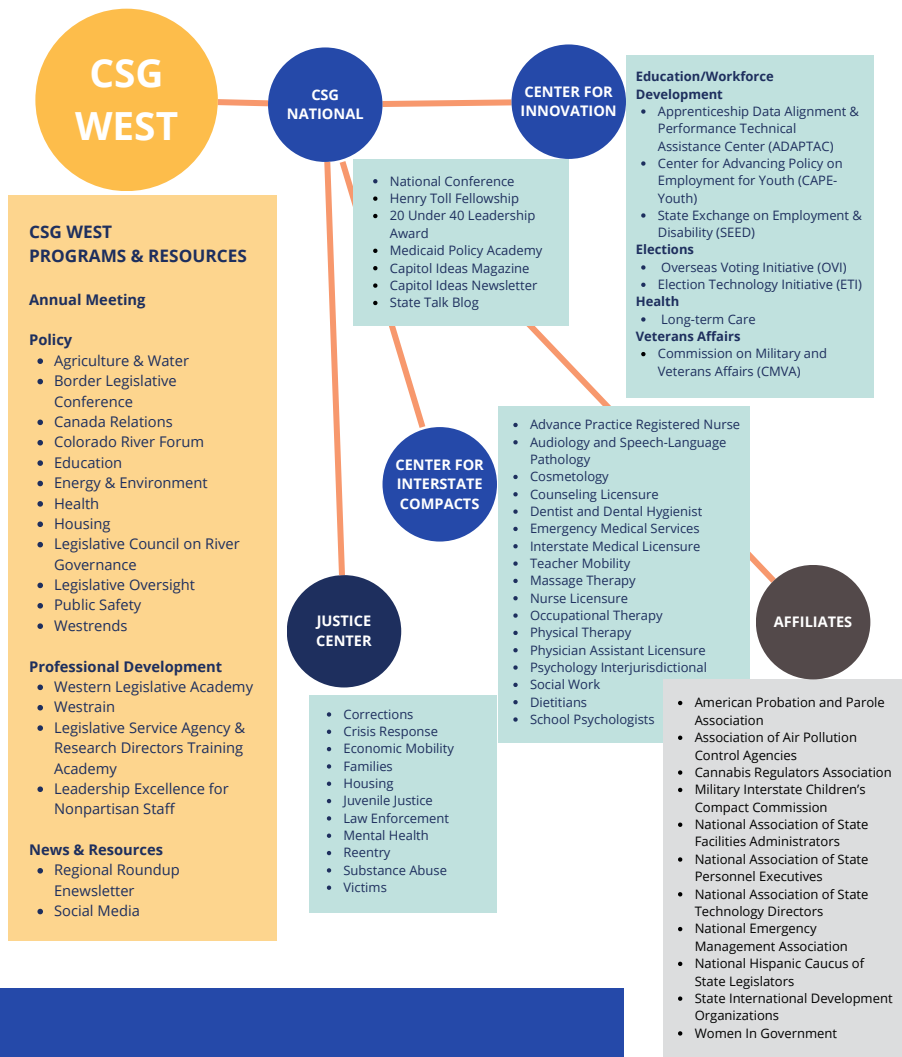 CSG
WEST
CSG
NATIONAL
CENTER FOR
INNOVATION
Education/Workforce
Development
• Apprenticeship Data Alignment &
Performance Technical
Assistance Center (ADAPTAC)
• Center for Advancing Policy on
Employment for Youth (CAPE-
Youth)
• State Exchange on Employment &
Disability (SEED)
Elections
• Overseas Voting Initiative (OVI)
• Election Technology Initiative (ETI)
Health
• Long-term Care
Veterans Affairs
• Commission on Military and
Veterans Affairs (CMVA)
• National Conference
• Henry Toll Fellowship
• 20 Under 40 Leadership
Award
• Medicaid Policy Academy
• Capitol Ideas Magazine
• Capitol Ideas Newsletter
• State Talk Blog
CSG WEST
PROGRAMS & RESOURCES
Annual Meeting
Policy
• Agriculture & Water
• Border Legislative
Conference
• Canada Relations
• Colorado River Forum
• Education
• Energy & Environment
• Health
• Housing
• Legislative Council on River
Governance
• Legislative Oversight
• Public Safety
• Westrends
Professional Development
• Western Legislative Academy
• Westrain
• Legislative Service Agency &
Research Directors Training
Academy
• Leadership Excellence for
Nonpartisan Staff
News & Resources
• Regional Roundup
Enewsletter
• Social Media
CENTER FOR
INTERSTATE
COMPACTS
• Advance Practice Registered Nurse
• Audiology and Speech-Language
Pathology
• Cosmetology
• Counseling Licensure
• Dentist and Dental Hygienist
• Emergency Medical Services
• Interstate Medical Licensure
• Teacher Mobility
• Massage Therapy
• Nurse Licensure
• Occupational Therapy
• Physical Therapy
• Physician Assistant Licensure
• Psychology Interjurisdictional
• Social Work
• Dietitians
• School Psychologists
JUSTICE
CENTER
• Corrections
• Crisis Response
• Economic Mobility
• Families
• Housing
• Juvenile Justice
• Law Enforcement
• Mental Health
• Reentry
• Substance Abuse
• Victims
AFFILIATES
• American Probation and Parole
Association
• Association of Air Pollution
Control Agencies
• Cannabis Regulators Association
• Military Interstate Children’s
Compact Commission
• National Association of State
Facilities Administrators
• National Association of State
Personnel Executives
• National Association of State
Technology Directors
• National Emergency
Management Association
• National Hispanic Caucus of
State Legislators
• State International Development
Organizations
• Women In Government